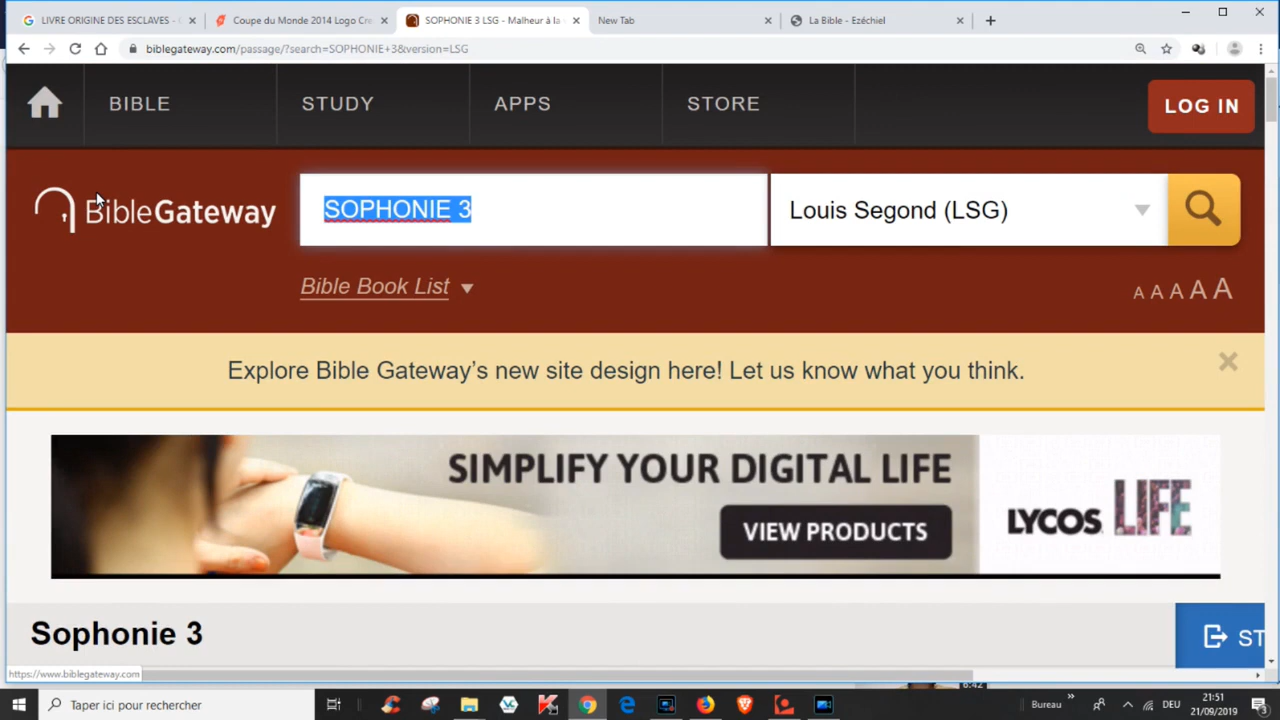 LIVRE ORIGINE DES ESCLAVES -
Coupe du Monde 2014 Logo Cre
SOPHONIE 3 LSG - Malheur à la
New Tab
La Bible - Ezéchiel
biblegateway.com/passage/?search=SOPHONIE+3&version=LSG
BIBLE
STUDY
APPS
STORE
LOG IN
BibleGateway
SOPHONIE 3
Louis Segond (LSG)
Bible Book List
A A A A A
Explore Bible Gateway's new site design here! Let us know what you think.
SIMPLIFY YOUR DIGITAL LIFE
VIEW PRODUCTS
LYCOS LIFE
Sophonie 3
ST
https://www.biblegateway.com
Taper ici pour rechercher
Bureau
DEU
21:51
21/09/2019
3